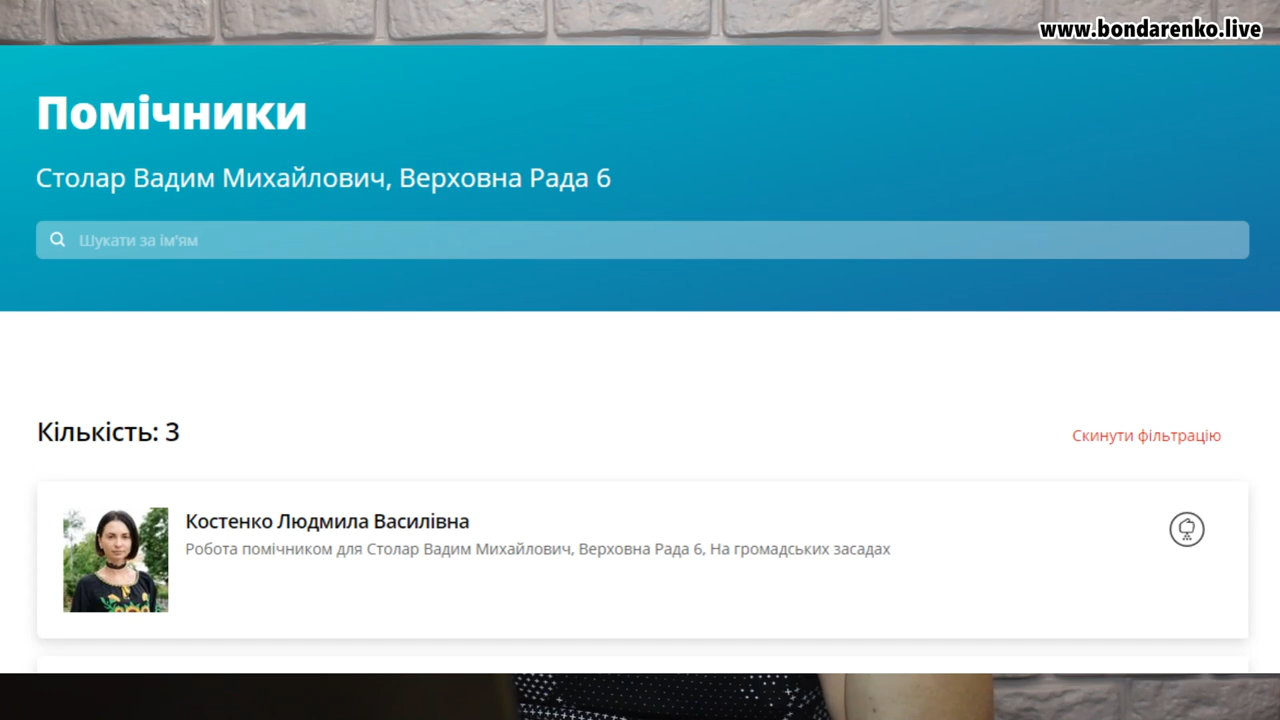 www.bondarenko.live
Помічники
Столар Вадим Михайлович, Верховна Рада 6
Шукати за ім'ям
Кількість: 3
Скинути фільтрацію
Костенко Людмила Василівна
Робота помічником для Столар Вадим Михайлович, Верховна Рада 6, На громадських засадах